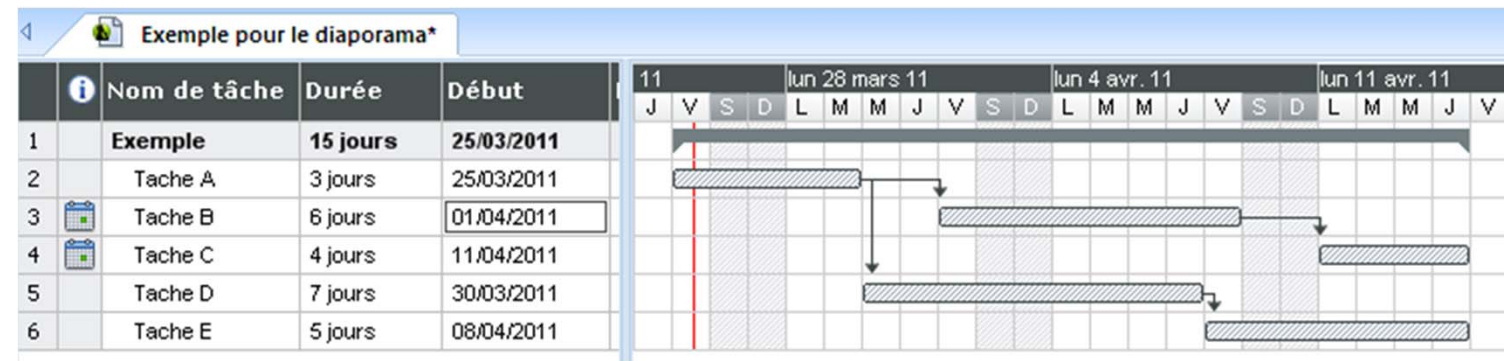 Exemple pour le diaporama*
Nom de tâche Durée Début
11 lun 28 mars 11 lun 4 avr. 11 lun 11 avr. 11
J V S D L M M J V S D L M M J V S D L M M J V
1 Exemple 15 jours 25/03/2011
2 Tache A 3 jours 25/03/2011
3 Tache B 6 jours 01/04/2011
4 Tache C 4 jours 11/04/2011
5 Tache D 7 jours 30/03/2011
6 Tache E 5 jours 08/04/2011